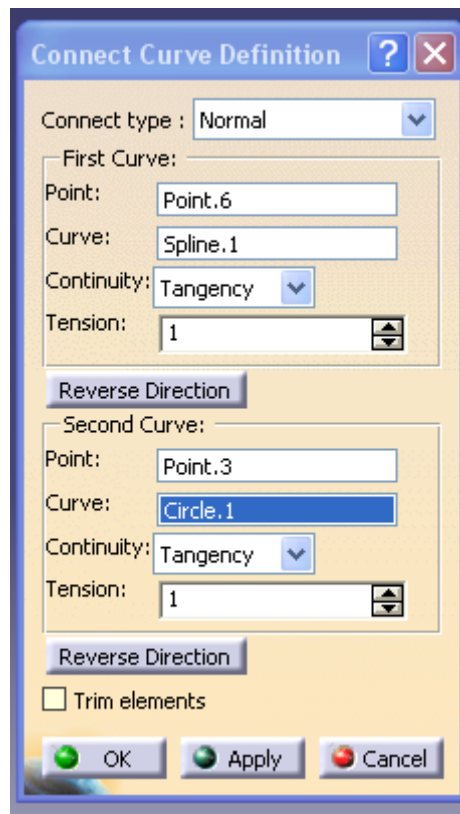 Connect Curve Definition ? X
Connect type : Normal
First Curve:
Point: Point.6
Curve: Spline.1
Continuity: Tangency
Tension: 1
Reverse Direction
Second Curve:
Point: Point.3
Curve: Circle.1
Continuity: Tangency
Tension: 1
Reverse Direction
Trim elements
OK Apply Cancel